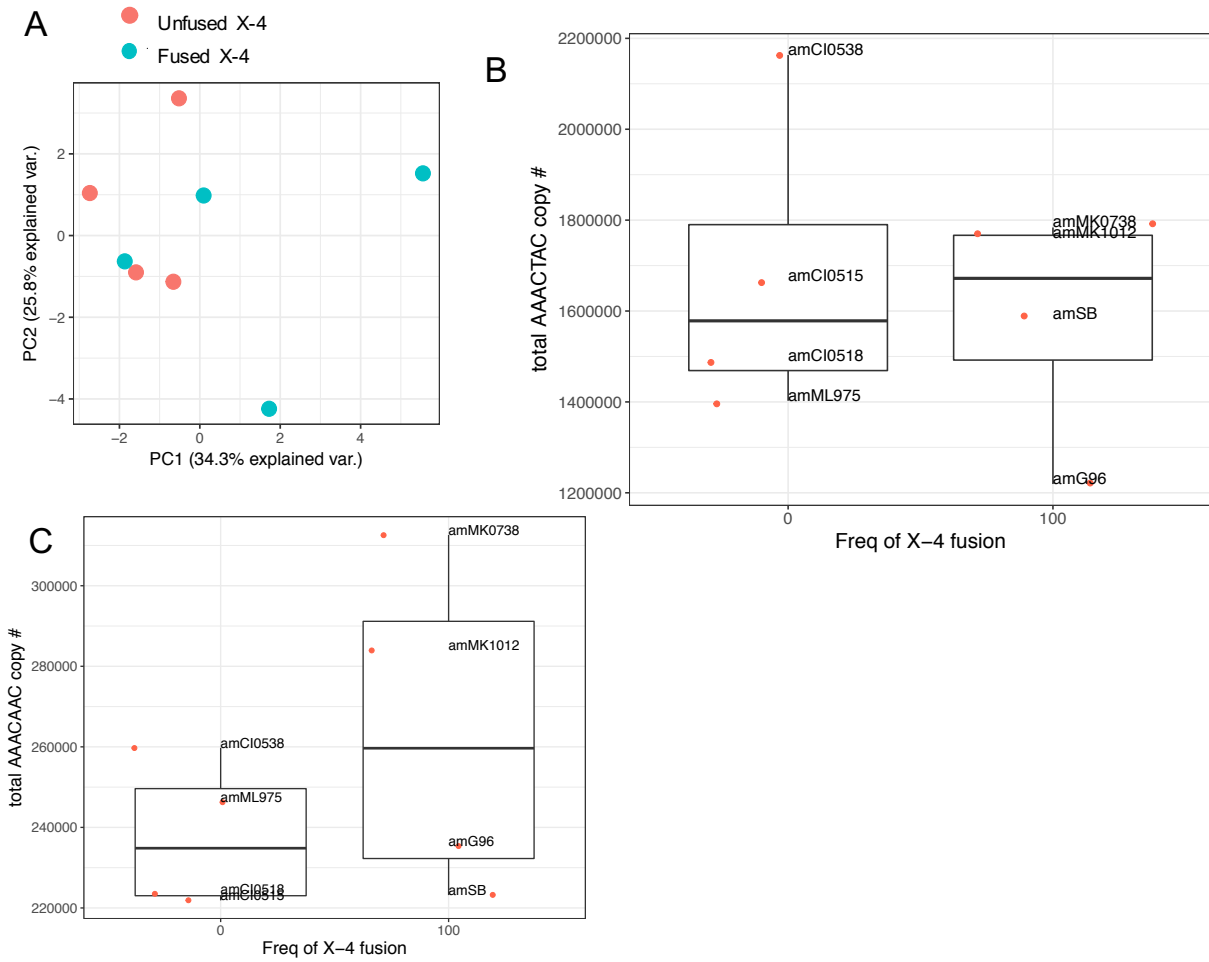 A
Unfused X-4
Fused X-4
2
0
−2
−4
−2
0
2
4
PC2 (25.8% explained var.)
PC1 (34.3% explained var.)
B
2200000
2000000
1800000
1600000
1400000
1200000
total AAACTAC copy #
amCI0538
amMK0738
amMK1012
amCI0515
amSB
amCI0518
amML975
amG96
0
100
Freq of X−4 fusion
C
300000
280000
260000
240000
220000
total AAACAAC copy #
amMK0738
amMK1012
amCI0538
amML975
amG96
amCI0518
amCI0515
amSB
0
100
Freq of X−4 fusion